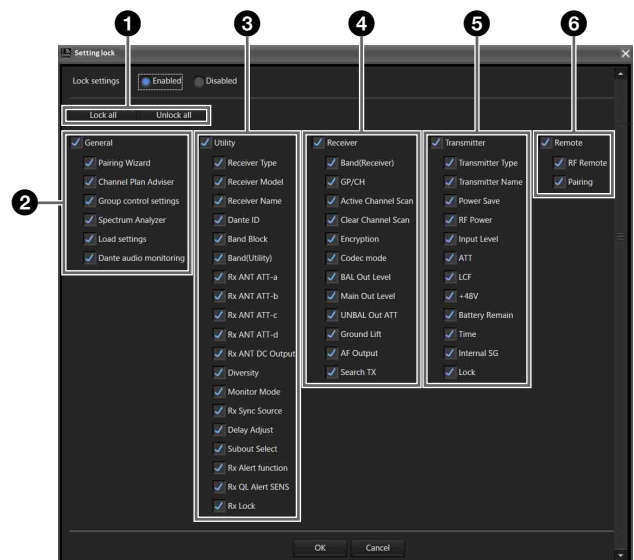 1 3 4 5 6
Setting lock
Lock settings Enabled Disabled
Lock all Unlock all
2
General
Pairing Wizard
Channel Plan Adviser
Group control settings
Spectrum Analyzer
Load settings
Dante audio monitoring
Utility
Receiver Type
Receiver Model
Receiver Name
Dante ID
Band Block
Band(Utility)
Rx ANT ATT-a
Rx ANT ATT-b
Rx ANT ATT-c
Rx ANT ATT-d
Rx ANT DC Output
Diversity
Monitor Mode
Rx Sync Source
Delay Adjust
Subout Select
Rx Alert function
Rx QL Alert SENS
Rx Lock
Receiver
Band(Receiver)
GP/CH
Active Channel Scan
Clear Channel Scan
Encryption
Codec mode
BAL Out Level
Main Out Level
UNBAL Out ATT
Ground Lift
AF Output
Search TX
Transmitter
Transmitter Type
Transmitter Name
Power Save
RF Power
Input Level
ATT
LCF
+48V
Battery Remain
Time
Internal SG
Lock
Remote
RF Remote
Pairing
OK Cancel